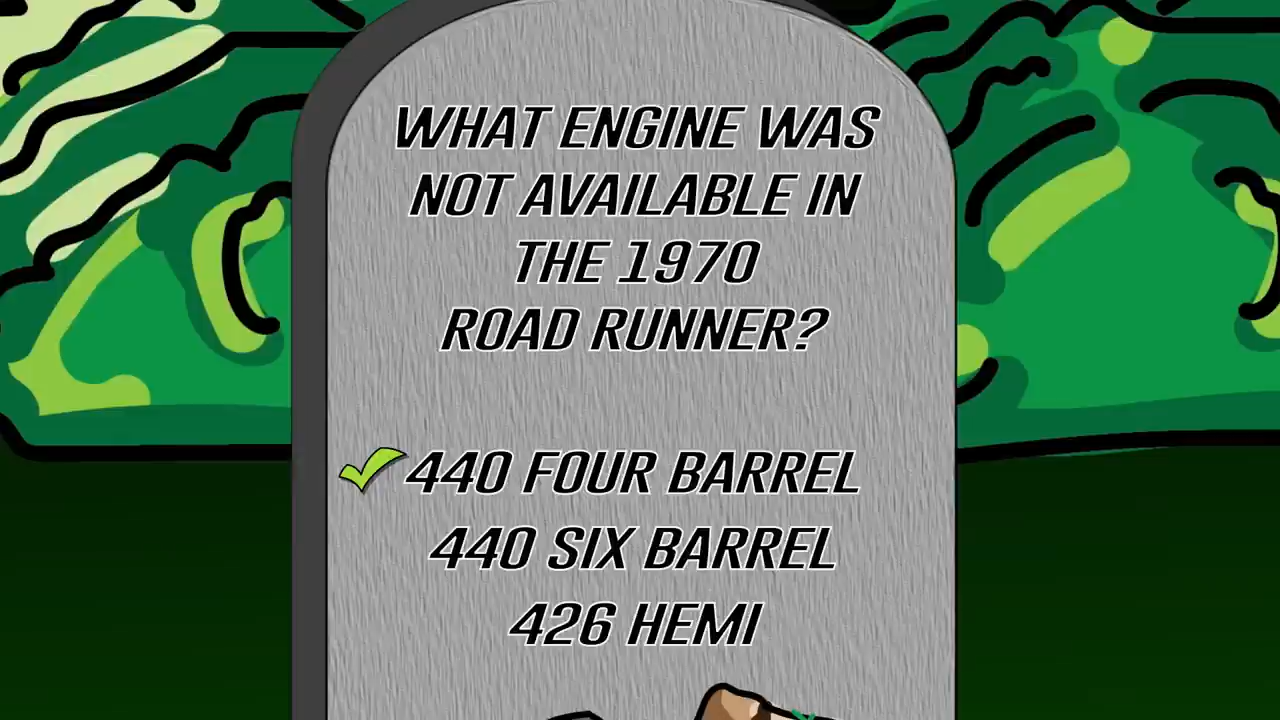 WHAT ENGINE WAS
NOT AVAILABLE IN
THE 1970
ROAD RUNNER?
440 FOUR BARREL
440 SIX BARREL
426 HEMI